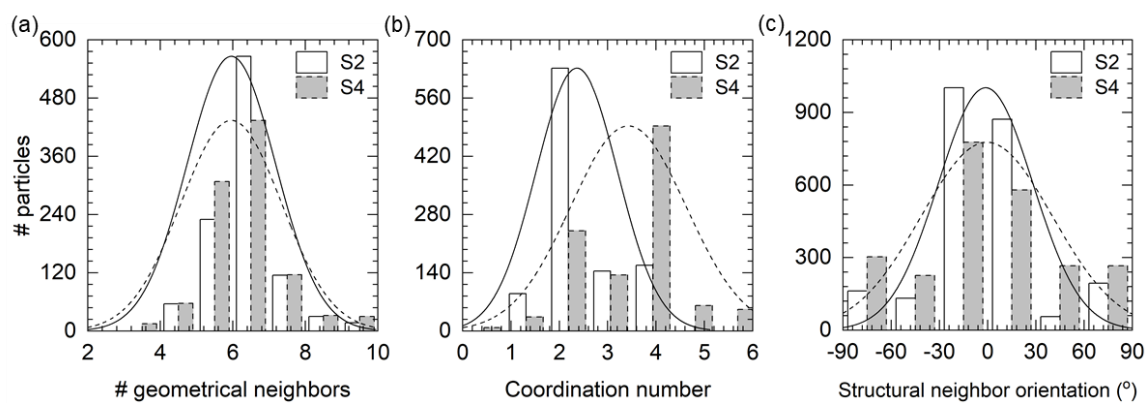 (a)
# particles
600
480
360
240
120
0
2
4
6
8
10
# geometrical neighbors
S2
S4
(b)
700
560
420
280
140
0
0
1
2
3
4
5
6
Coordination number
S2
S4
(c)
1200
900
600
300
0
-90
-60
-30
0
30
60
90
Structural neighbor orientation (º)
S2
S4